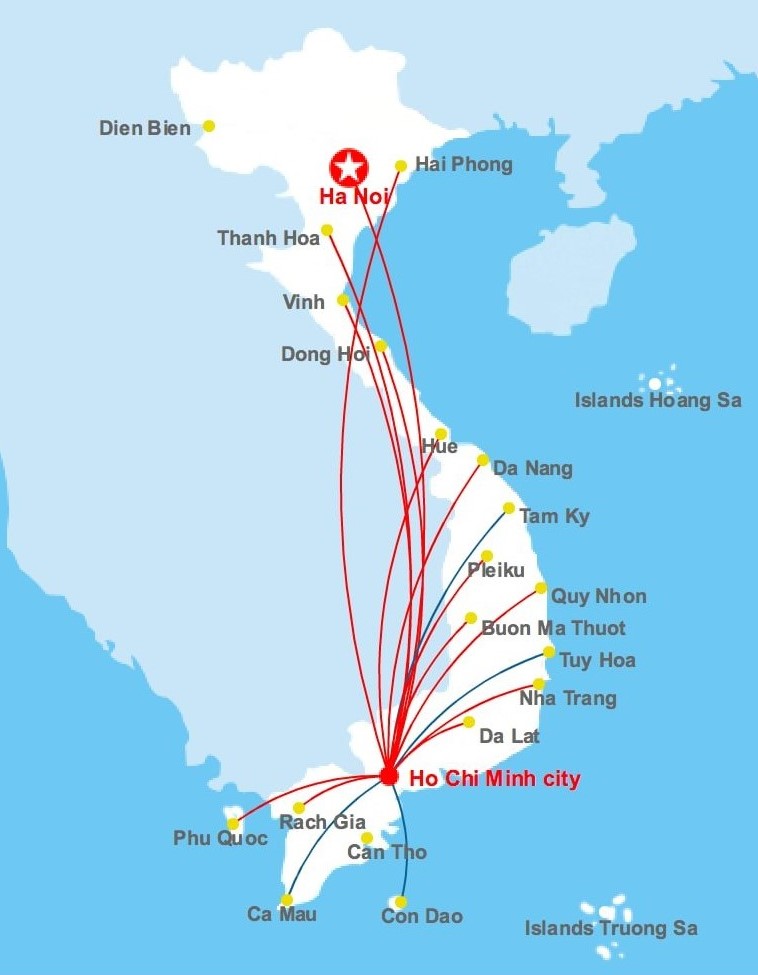 Dien Bien
Hai Phong
Ha Noi
Thanh Hoa
Vinh
Dong Hoi
Islands Hoang Sa
Hue
Da Nang
Tam Ky
Pleiku
Quy Nhon
Buon Ma Thuot
Tuy Hoa
Nha Trang
Da Lat
Ho Chi Minh city
Rach Gia
Phu Quoc
Can Tho
Ca Mau
Con Dao
Islands Truong Sa